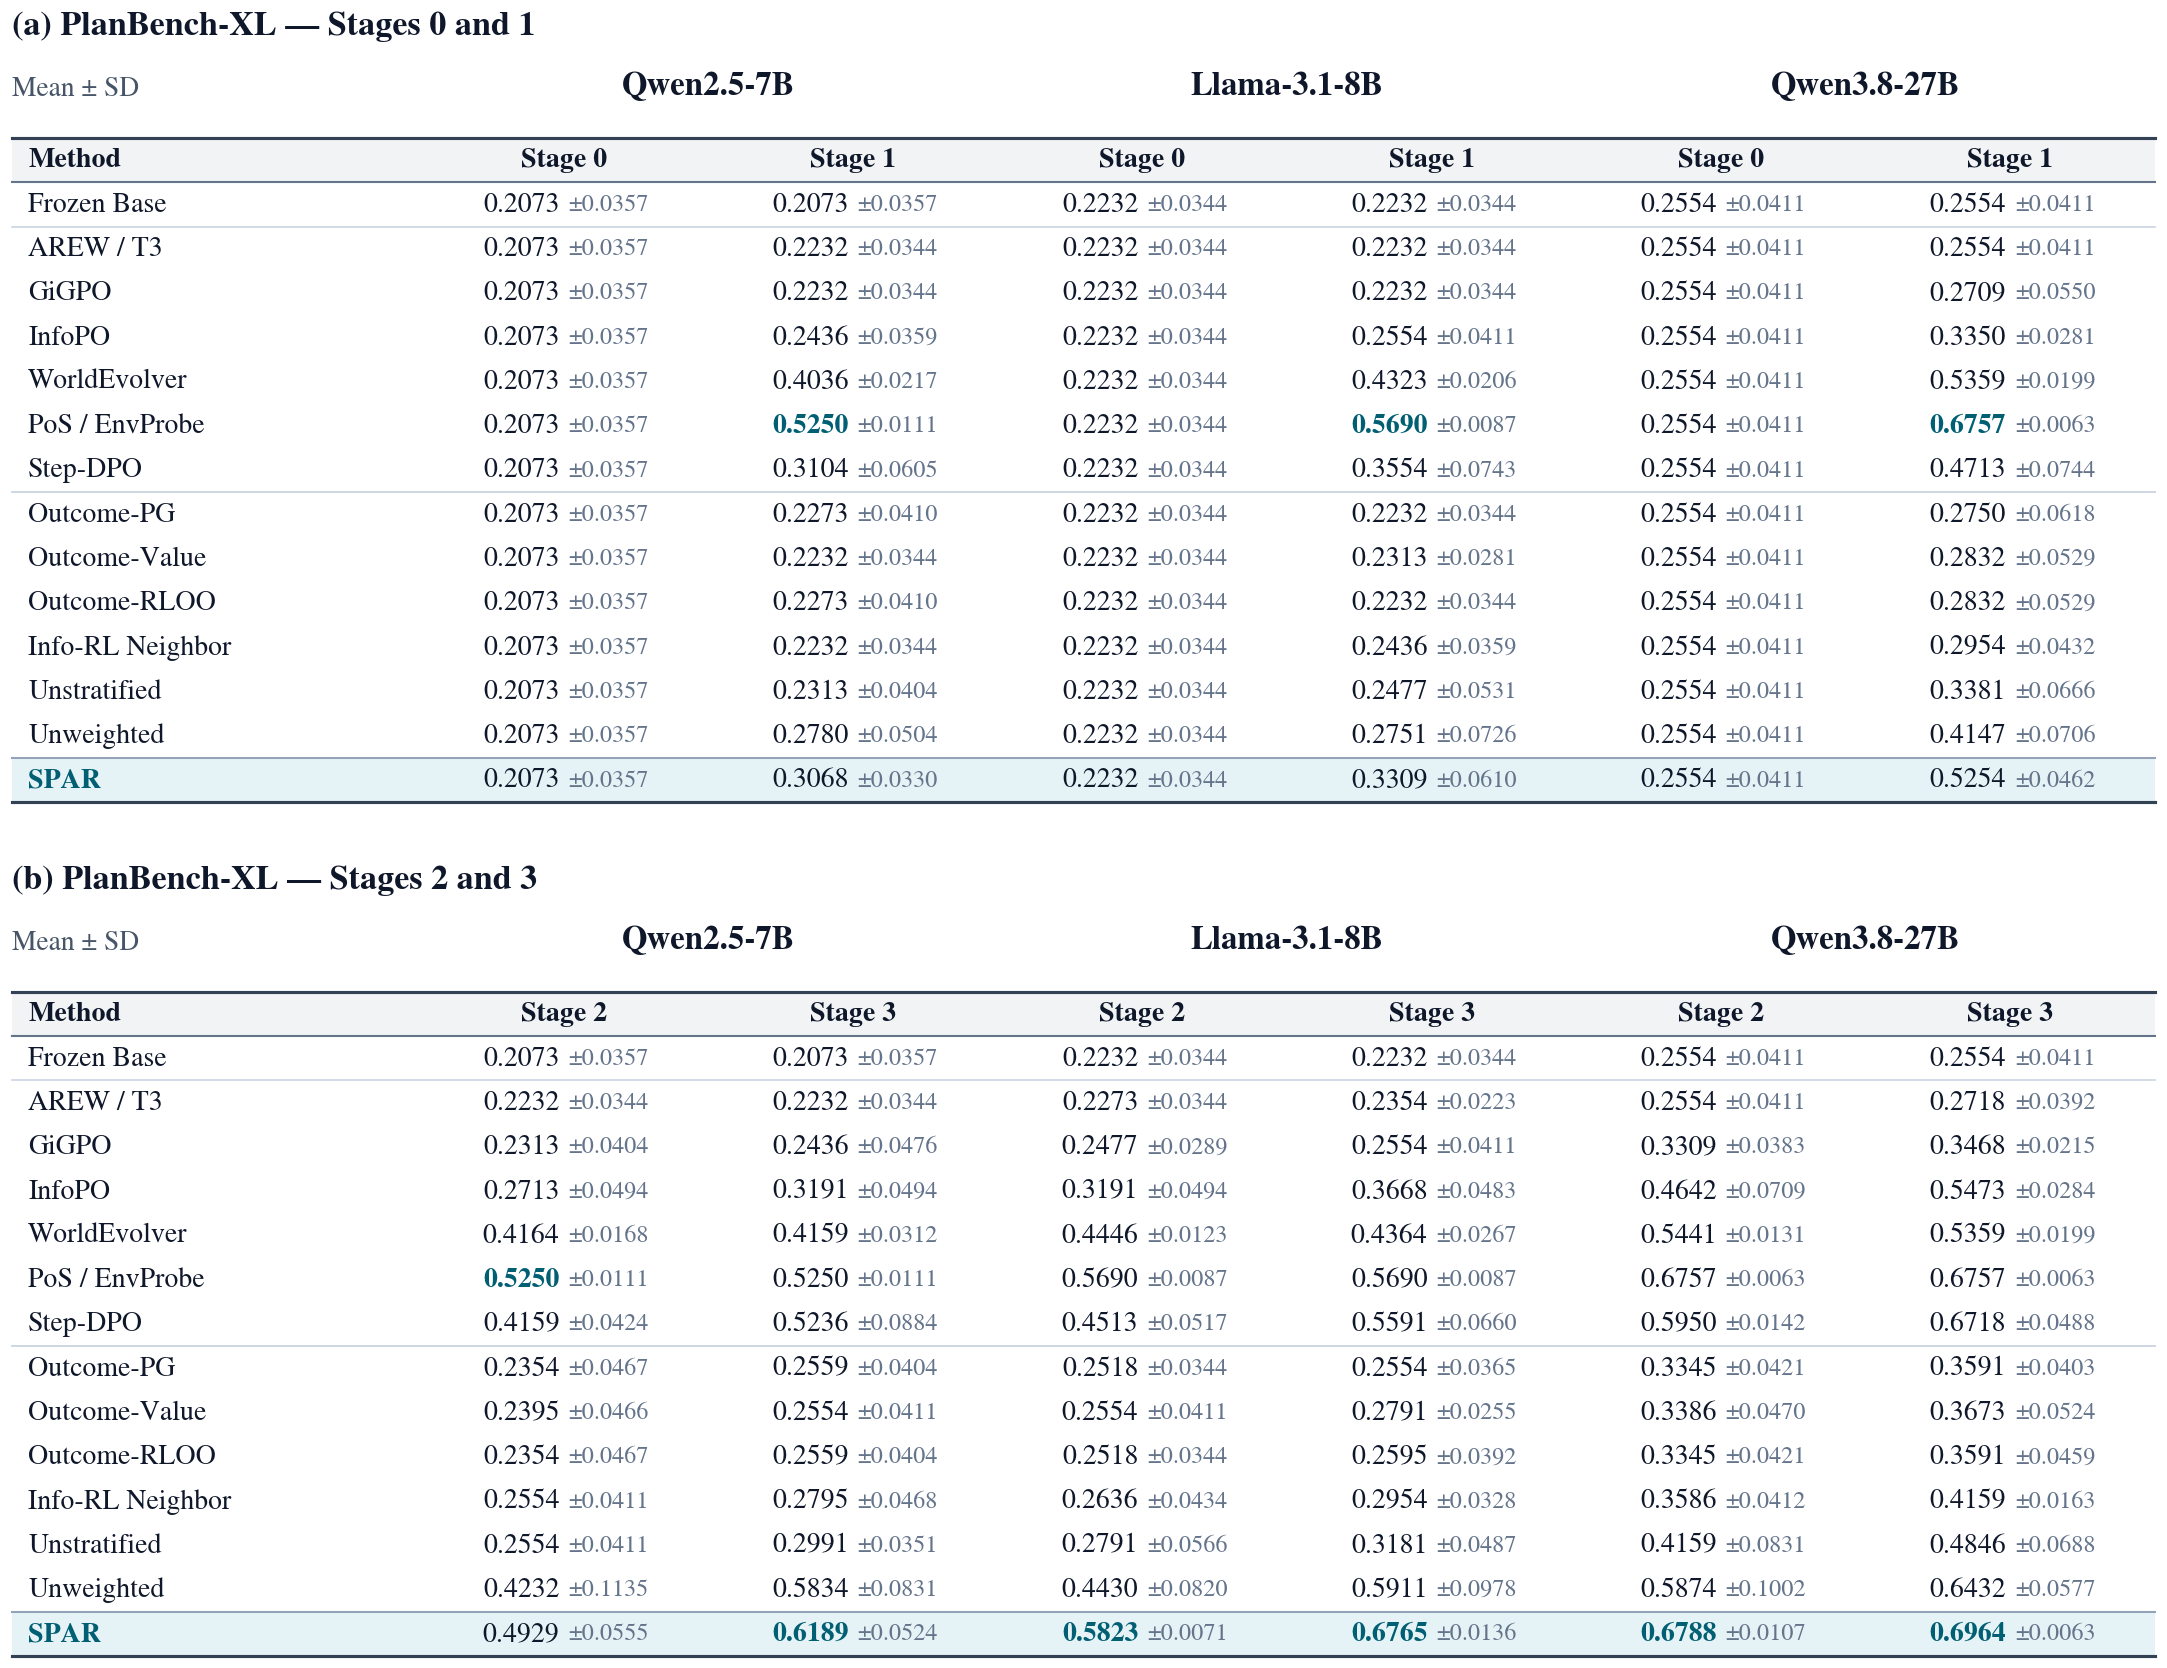 (a) PlanBench-XL — Stages 0 and 1
Mean ± SD Qwen2.5-7B Llama-3.1-8B Qwen3.8-27B
Method Stage 0 Stage 1 Stage 0 Stage 1 Stage 0 Stage 1
Frozen Base 0.2073 ±0.0357 0.2073 ±0.0357 0.2232 ±0.0344 0.2232 ±0.0344 0.2554 ±0.0411 0.2554 ±0.0411
AREW / T3 0.2073 ±0.0357 0.2232 ±0.0344 0.2232 ±0.0344 0.2232 ±0.0344 0.2554 ±0.0411 0.2554 ±0.0411
GiGPO 0.2073 ±0.0357 0.2232 ±0.0344 0.2232 ±0.0344 0.2232 ±0.0344 0.2554 ±0.0411 0.2709 ±0.0550
InfoPO 0.2073 ±0.0357 0.2436 ±0.0359 0.2232 ±0.0344 0.2554 ±0.0411 0.2554 ±0.0411 0.3350 ±0.0281
WorldEvolver 0.2073 ±0.0357 0.4036 ±0.0217 0.2232 ±0.0344 0.4323 ±0.0206 0.2554 ±0.0411 0.5359 ±0.0199
PoS / EnvProbe 0.2073 ±0.0357 0.5250 ±0.0111 0.2232 ±0.0344 0.5690 ±0.0087 0.2554 ±0.0411 0.6757 ±0.0063
Step-DPO 0.2073 ±0.0357 0.3104 ±0.0605 0.2232 ±0.0344 0.3554 ±0.0743 0.2554 ±0.0411 0.4713 ±0.0744
Outcome-PG 0.2073 ±0.0357 0.2273 ±0.0410 0.2232 ±0.0344 0.2232 ±0.0344 0.2554 ±0.0411 0.2750 ±0.0618
Outcome-Value 0.2073 ±0.0357 0.2232 ±0.0344 0.2232 ±0.0344 0.2313 ±0.0281 0.2554 ±0.0411 0.2832 ±0.0529
Outcome-RLOO 0.2073 ±0.0357 0.2273 ±0.0410 0.2232 ±0.0344 0.2232 ±0.0344 0.2554 ±0.0411 0.2832 ±0.0529
Info-RL Neighbor 0.2073 ±0.0357 0.2232 ±0.0344 0.2232 ±0.0344 0.2436 ±0.0359 0.2554 ±0.0411 0.2954 ±0.0432
Unstratified 0.2073 ±0.0357 0.2313 ±0.0404 0.2232 ±0.0344 0.2477 ±0.0531 0.2554 ±0.0411 0.3381 ±0.0666
Unweighted 0.2073 ±0.0357 0.2780 ±0.0504 0.2232 ±0.0344 0.2751 ±0.0726 0.2554 ±0.0411 0.4147 ±0.0706
SPAR 0.2073 ±0.0357 0.3068 ±0.0330 0.2232 ±0.0344 0.3309 ±0.0610 0.2554 ±0.0411 0.5254 ±0.0462
(b) PlanBench-XL — Stages 2 and 3
Mean ± SD Qwen2.5-7B Llama-3.1-8B Qwen3.8-27B
Method Stage 2 Stage 3 Stage 2 Stage 3 Stage 2 Stage 3
Frozen Base 0.2073 ±0.0357 0.2073 ±0.0357 0.2232 ±0.0344 0.2232 ±0.0344 0.2554 ±0.0411 0.2554 ±0.0411
AREW / T3 0.2232 ±0.0344 0.2232 ±0.0344 0.2273 ±0.0344 0.2354 ±0.0223 0.2554 ±0.0411 0.2718 ±0.0392
GiGPO 0.2313 ±0.0404 0.2436 ±0.0476 0.2477 ±0.0289 0.2554 ±0.0411 0.3309 ±0.0383 0.3468 ±0.0215
InfoPO 0.2713 ±0.0494 0.3191 ±0.0494 0.3191 ±0.0494 0.3668 ±0.0483 0.4642 ±0.0709 0.5473 ±0.0284
WorldEvolver 0.4164 ±0.0168 0.4159 ±0.0312 0.4446 ±0.0123 0.4364 ±0.0267 0.5441 ±0.0131 0.5359 ±0.0199
PoS / EnvProbe 0.5250 ±0.0111 0.5250 ±0.0111 0.5690 ±0.0087 0.5690 ±0.0087 0.6757 ±0.0063 0.6757 ±0.0063
Step-DPO 0.4159 ±0.0424 0.5236 ±0.0884 0.4513 ±0.0517 0.5591 ±0.0660 0.5950 ±0.0142 0.6718 ±0.0488
Outcome-PG 0.2354 ±0.0467 0.2559 ±0.0404 0.2518 ±0.0344 0.2554 ±0.0365 0.3345 ±0.0421 0.3591 ±0.0403
Outcome-Value 0.2395 ±0.0466 0.2554 ±0.0411 0.2554 ±0.0411 0.2791 ±0.0255 0.3386 ±0.0470 0.3673 ±0.0524
Outcome-RLOO 0.2354 ±0.0467 0.2559 ±0.0404 0.2518 ±0.0344 0.2595 ±0.0392 0.3345 ±0.0421 0.3591 ±0.0459
Info-RL Neighbor 0.2554 ±0.0411 0.2795 ±0.0468 0.2636 ±0.0434 0.2954 ±0.0328 0.3586 ±0.0412 0.4159 ±0.0163
Unstratified 0.2554 ±0.0411 0.2991 ±0.0351 0.2791 ±0.0566 0.3181 ±0.0487 0.4159 ±0.0831 0.4846 ±0.0688
Unweighted 0.4232 ±0.1135 0.5834 ±0.0831 0.4430 ±0.0820 0.5911 ±0.0978 0.5874 ±0.1002 0.6432 ±0.0577
SPAR 0.4929 ±0.0555 0.6189 ±0.0524 0.5823 ±0.0071 0.6765 ±0.0136 0.6788 ±0.0107 0.6964 ±0.0063